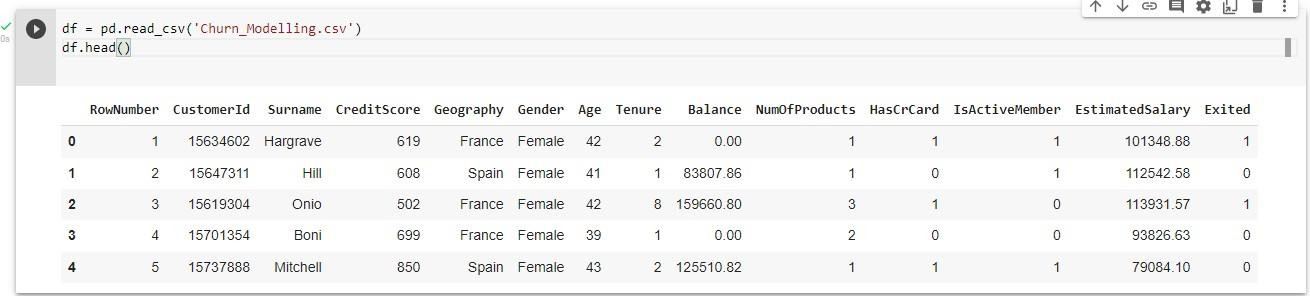 df = pd.read_csv('Churn_Modelling.csv')
0s
df.head()
RowNumber CustomerId Surname CreditScore Geography Gender Age Tenure Balance NumOfProducts HasCrCard IsActiveMember EstimatedSalary Exited
0 1 15634602 Hargrave 619 France Female 42 2 0.00 1 1 1 101348.88 1
1 2 15647311 Hill 608 Spain Female 41 1 83807.86 1 0 1 112542.58 0
2 3 15619304 Onio 502 France Female 42 8 159660.80 3 1 0 113931.57 1
3 4 15701354 Boni 699 France Female 39 1 0.00 2 0 0 93826.63 0
4 5 15737888 Mitchell 850 Spain Female 43 2 125510.82 1 1 1 79084.10 0